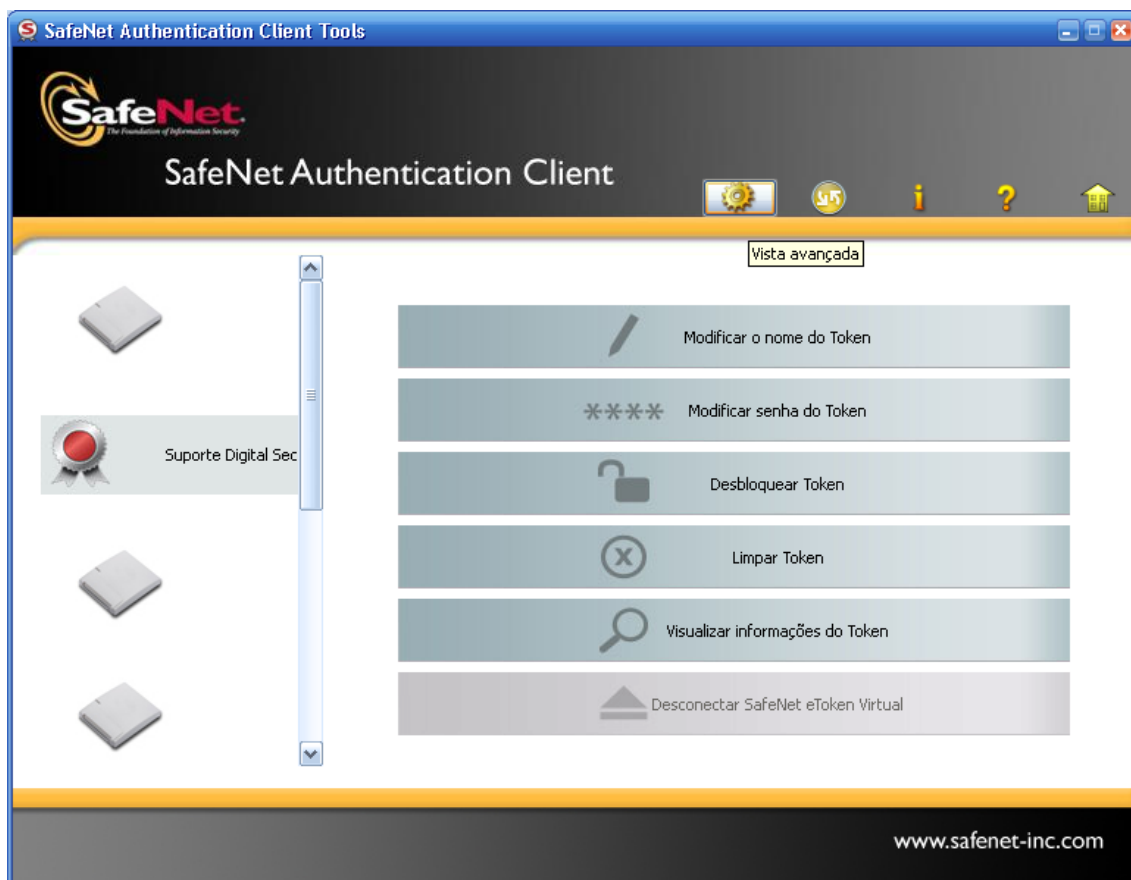 SafeNet Authentication Client Tools
SafeNet.
The Foundation of Information Security
SafeNet Authentication Client
i
?
Vista avançada
Suporte Digital Sec
Modificar o nome do Token
**** Modificar senha do Token
Desbloquear Token
Limpar Token
Visualizar informações do Token
Desconectar SafeNet eToken Virtual
www.safenet-inc.com